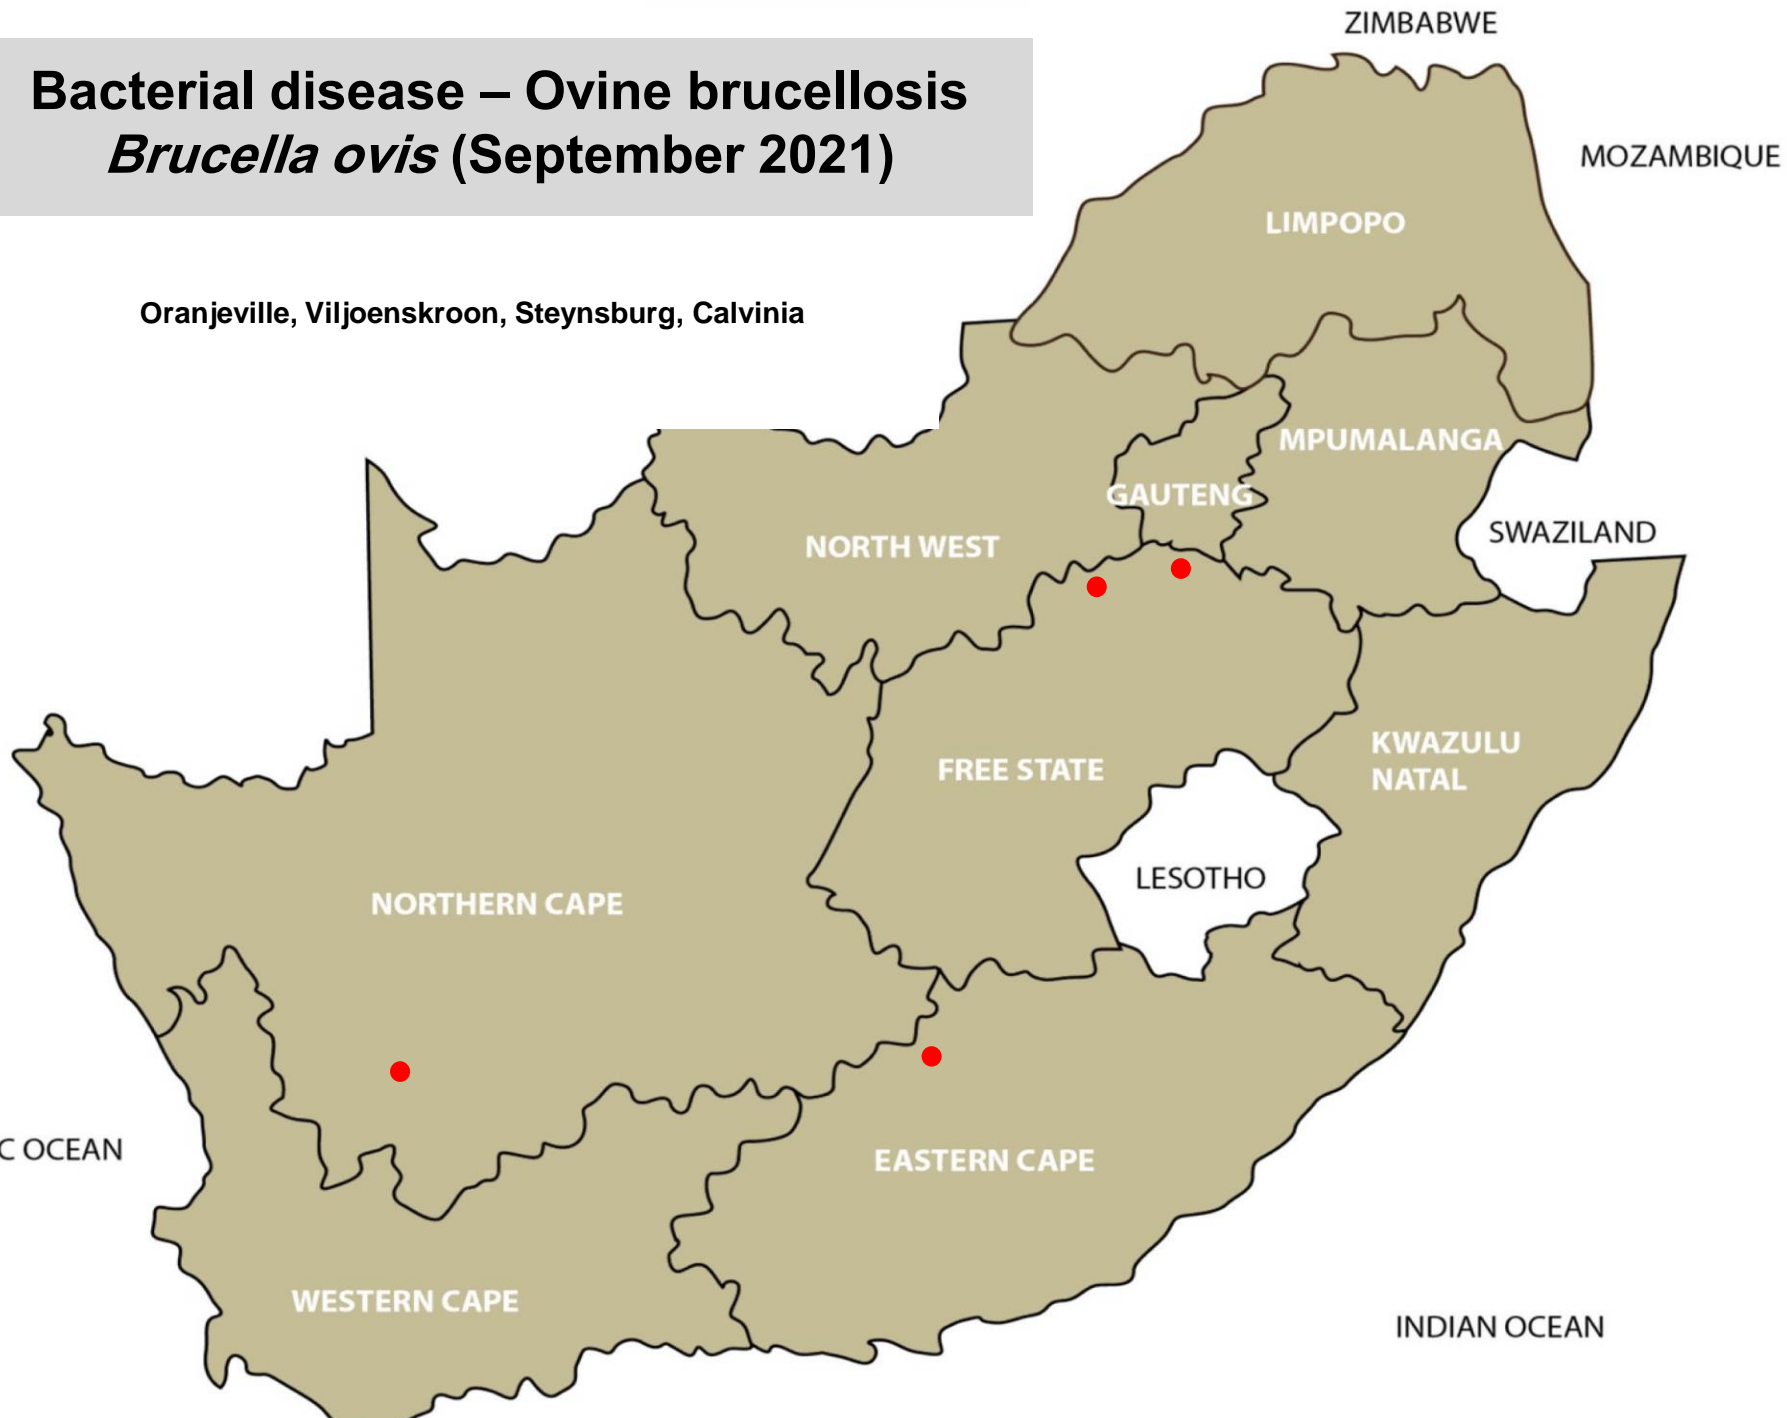 ZIMBABWE
Bacterial disease – Ovine brucellosis
Brucella ovis (September 2021)
MOZAMBIQUE
LIMPOPO
Oranjeville, Viljoenskroon, Steynsburg, Calvinia
MPUMALANGA
GAUTENG
SWAZILAND
NORTH WEST
KWAZULU
NATAL
FREE STATE
LESOTHO
NORTHERN CAPE
C OCEAN
EASTERN CAPE
WESTERN CAPE
INDIAN OCEAN